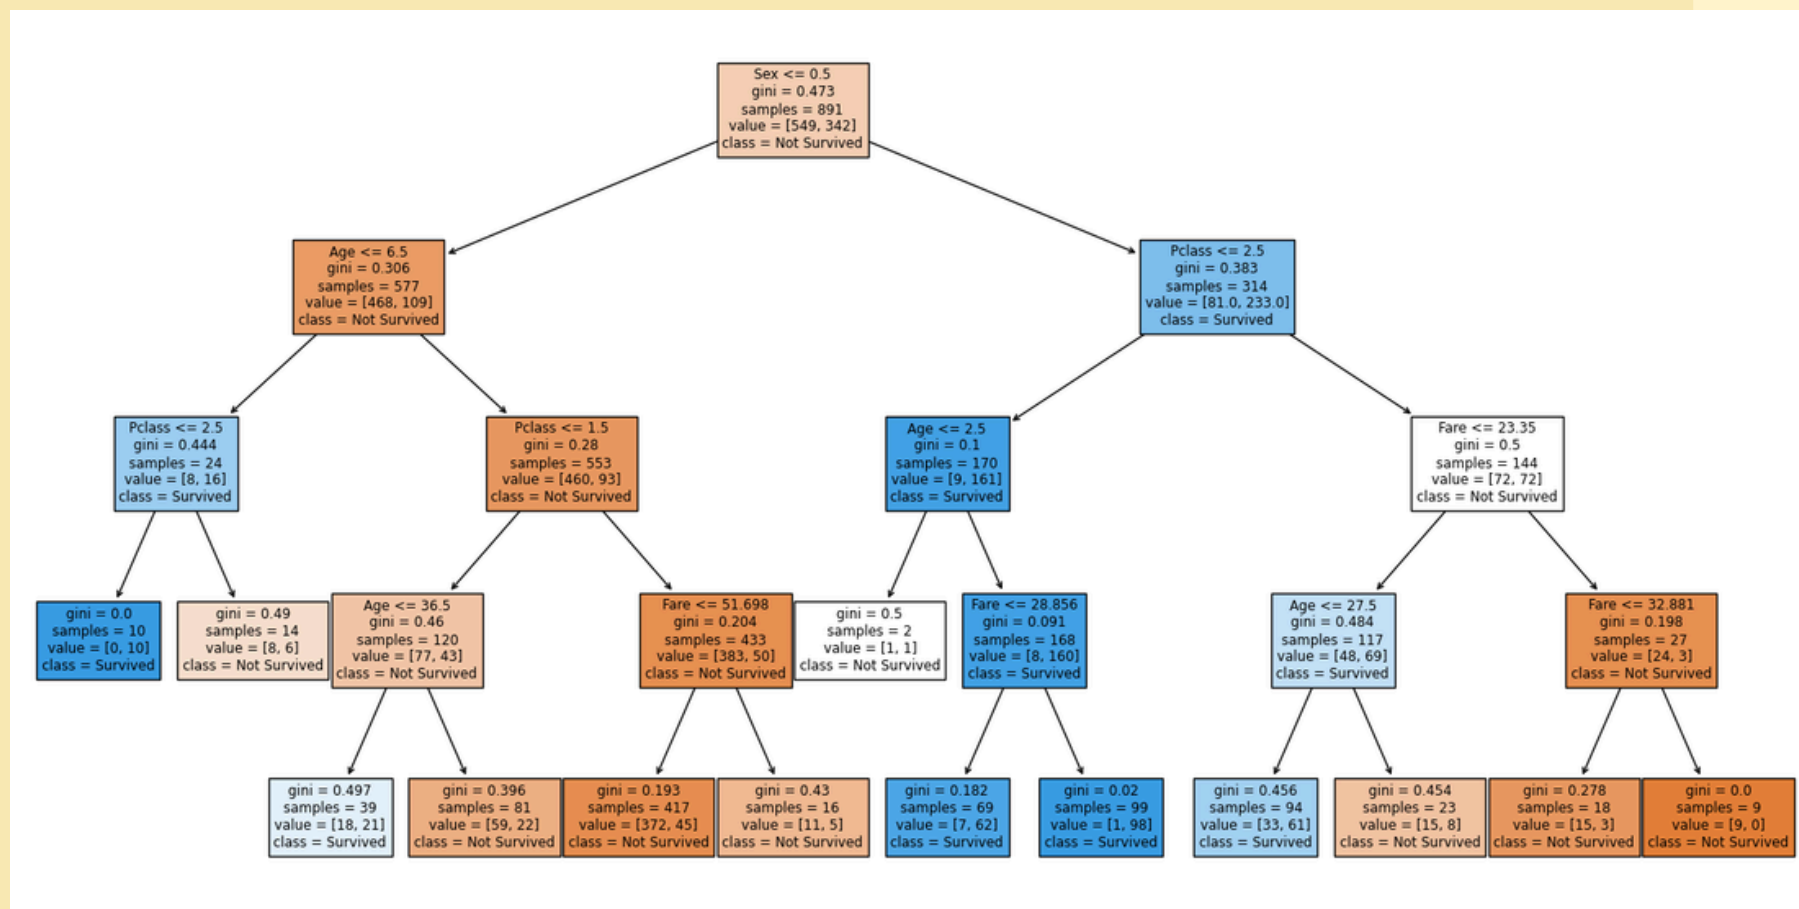 Sex <= 0.5
gini = 0.473
samples = 891
value = [549, 342]
class = Not Survived
Age <= 6.5
gini = 0.306
samples = 577
value = [468, 109]
class = Not Survived
Pclass <= 2.5
gini = 0.383
samples = 314
value = [81.0, 233.0]
class = Survived
Pclass <= 2.5
gini = 0.444
samples = 24
value = [8, 16]
class = Survived
Pclass <= 1.5
gini = 0.28
samples = 553
value = [460, 93]
class = Not Survived
Age <= 2.5
gini = 0.1
samples = 170
value = [9, 161]
class = Survived
Fare <= 23.35
gini = 0.5
samples = 144
value = [72, 72]
class = Not Survived
gini = 0.0
samples = 10
value = [0, 10]
class = Survived
gini = 0.49
samples = 14
value = [8, 6]
class = Not Survived
Age <= 36.5
gini = 0.46
samples = 120
value = [77, 43]
class = Not Survived
Fare <= 51.698
gini = 0.204
samples = 433
value = [383, 50]
class = Not Survived
gini = 0.5
samples = 2
value = [1, 1]
class = Not Survived
Fare <= 28.856
gini = 0.091
samples = 168
value = [8, 160]
class = Survived
Age <= 27.5
gini = 0.484
samples = 117
value = [48, 69]
class = Survived
Fare <= 32.881
gini = 0.198
samples = 27
value = [24, 3]
class = Not Survived
gini = 0.497
samples = 39
value = [18, 21]
class = Survived
gini = 0.396
samples = 81
value = [59, 22]
class = Not Survived
gini = 0.193
samples = 417
value = [372, 45]
class = Not Survived
gini = 0.43
samples = 16
value = [11, 5]
class = Not Survived
gini = 0.182
samples = 69
value = [7, 62]
class = Survived
gini = 0.02
samples = 99
value = [1, 98]
class = Survived
gini = 0.456
samples = 94
value = [33, 61]
class = Survived
gini = 0.454
samples = 23
value = [15, 8]
class = Not Survived
gini = 0.278
samples = 18
value = [15, 3]
class = Not Survived
gini = 0.0
samples = 9
value = [9, 0]
class = Not Survived